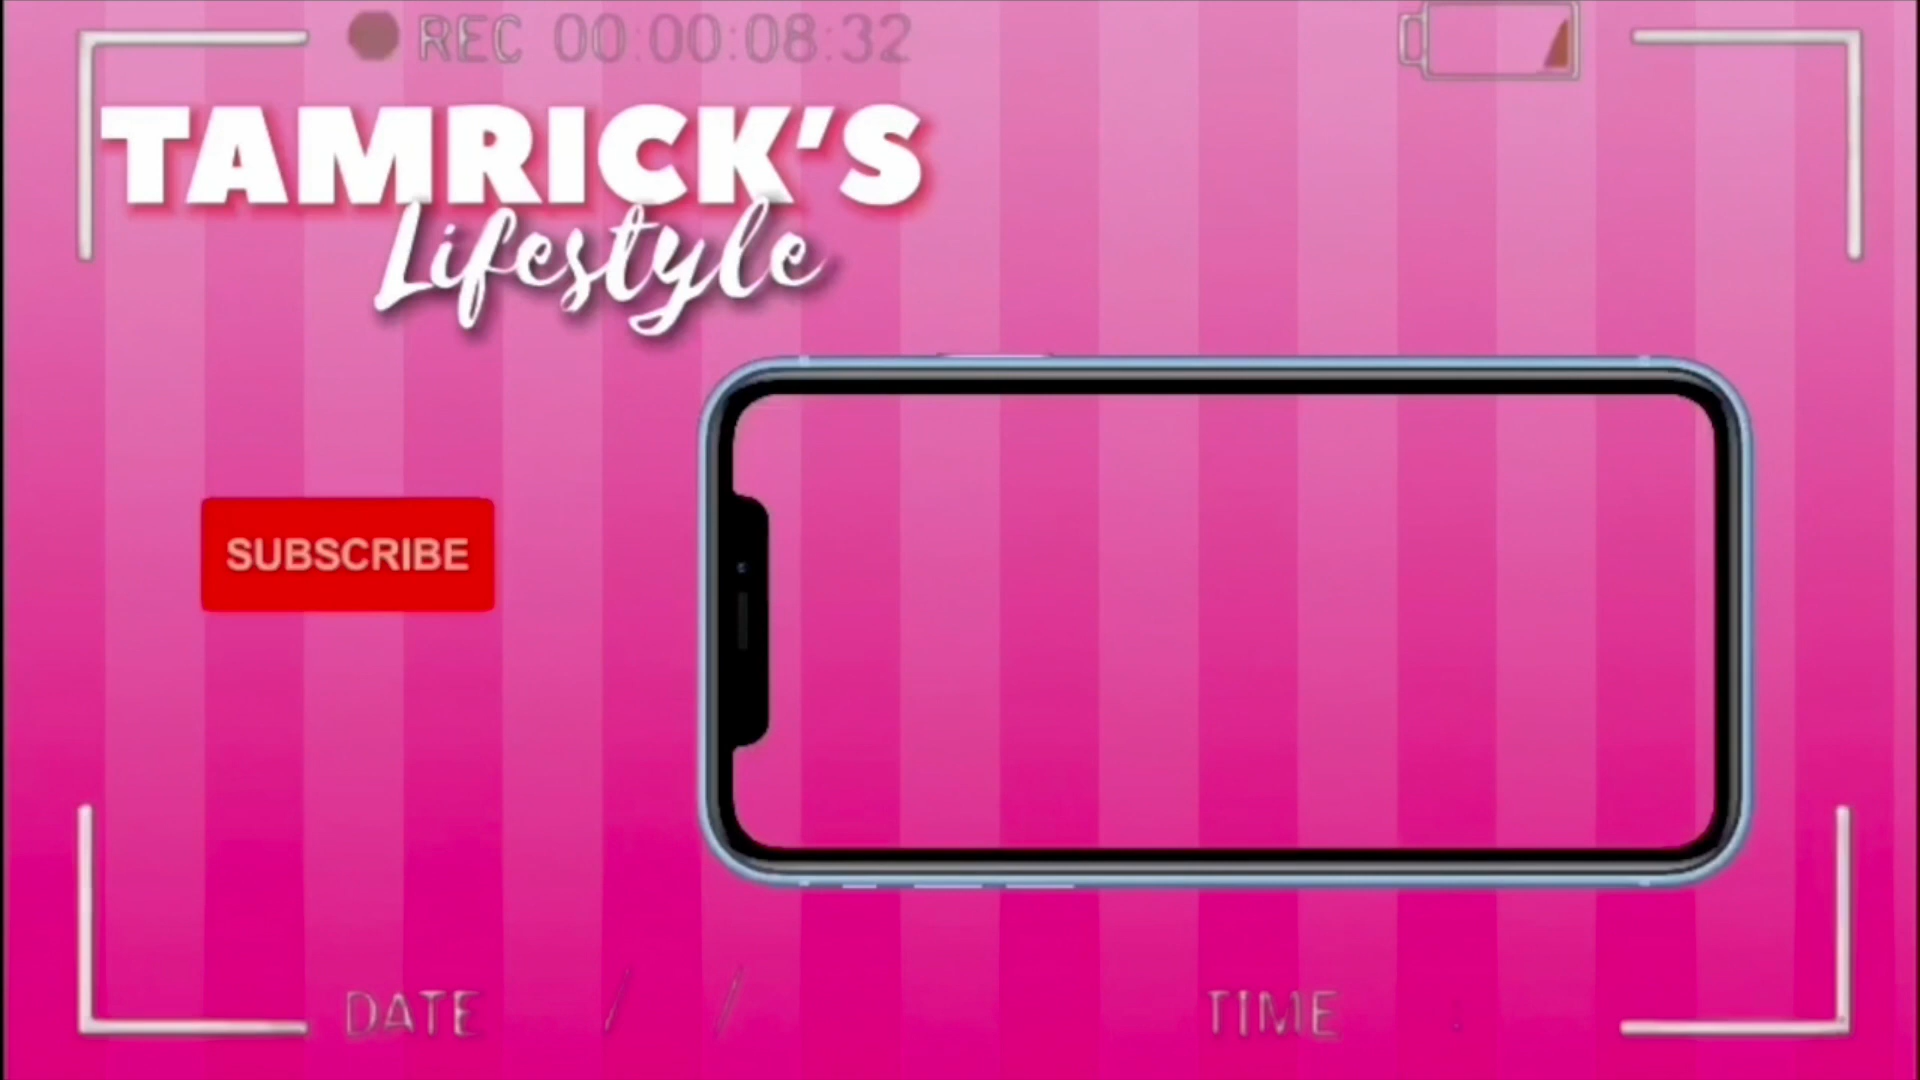 REC 00:00:08:32
TAMRICK'S
Lifestyle
SUBSCRIBE
DATE / /
TIME :